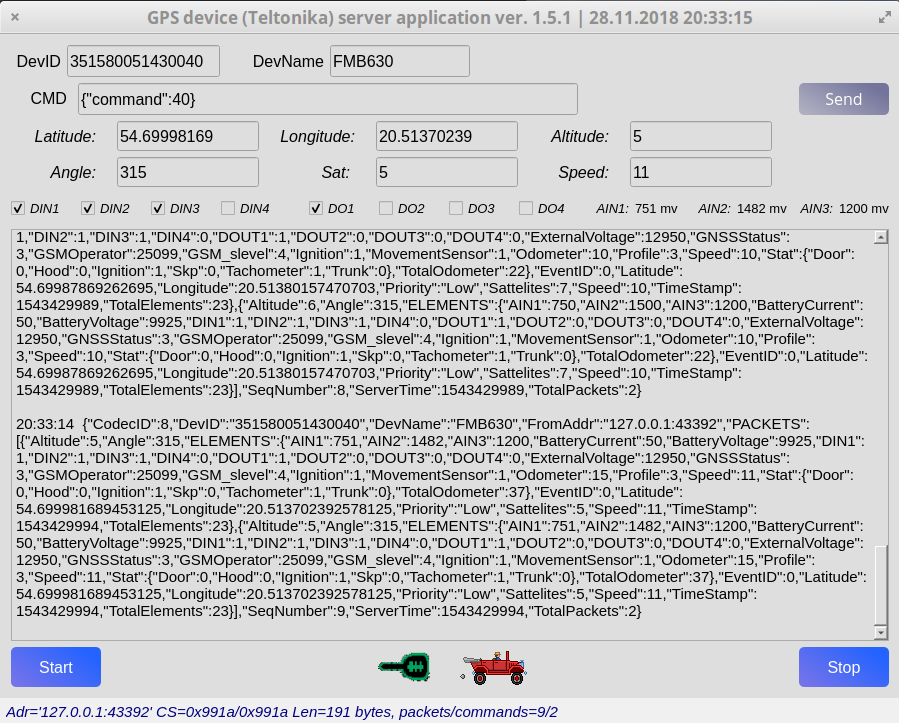 GPS device (Teltonika) server application ver. 1.5.1 | 28.11.2018 20:33:15
DevID 351580051430040 DevName FMB630
CMD {"command":40} Send
Latitude: 54.69998169 Longitude: 20.51370239 Altitude: 5
Angle: 315 Sat: 5 Speed: 11
DIN1 DIN2 DIN3 DIN4 DO1 DO2 DO3 DO4 AIN1: 751 mv AIN2: 1482 mv AIN3: 1200 mv
1,"DIN2":1,"DIN3":1,"DIN4":0,"DOUT1":1,"DOUT2":0,"DOUT3":0,"DOUT4":0,"ExternalVoltage":12950,"GNSSStatus":
3,"GSMOperator":25099,"GSM_slevel":4,"Ignition":1,"MovementSensor":1,"Odometer":10,"Profile":3,"Speed":10,"Stat":{"Door":
0,"Hood":0,"Ignition":1,"Skp":0,"Tachometer":1,"Trunk":0},"TotalOdometer":22},"EventID":0,"Latitude":
54.69987869262695,"Longitude":20.51380157470703,"Priority":"Low","Sattelites":7,"Speed":10,"TimeStamp":
1543429989,"TotalElements":23},{"Altitude":6,"Angle":315,"ELEMENTS":{"AIN1":750,"AIN2":1500,"AIN3":1200,"BatteryCurrent":
50,"BatteryVoltage":9925,"DIN1":1,"DIN2":1,"DIN3":1,"DIN4":0,"DOUT1":1,"DOUT2":0,"DOUT3":0,"DOUT4":0,"ExternalVoltage":
12950,"GNSSStatus":3,"GSMOperator":25099,"GSM_slevel":4,"Ignition":1,"MovementSensor":1,"Odometer":10,"Profile"
:3,"Speed":10,"Stat":{"Door":0,"Hood":0,"Ignition":1,"Skp":0,"Tachometer":1,"Trunk":0},"TotalOdometer":22},"EventID":0,"Latitude":
54.69987869262695,"Longitude":20.51380157470703,"Priority":"Low","Sattelites":7,"Speed":10,"TimeStamp":
1543429989,"TotalElements":23}],"SeqNumber":8,"ServerTime":1543429989,"TotalPackets":2}
20:33:14 {"CodecID":8,"DevID":"351580051430040","DevName":"FMB630","FromAddr":"127.0.0.1:43392","PACKETS":
[{"Altitude":5,"Angle":315,"ELEMENTS":{"AIN1":751,"AIN2":1482,"AIN3":1200,"BatteryCurrent":50,"BatteryVoltage":9925,"DIN1":
1,"DIN2":1,"DIN3":1,"DIN4":0,"DOUT1":1,"DOUT2":0,"DOUT3":0,"DOUT4":0,"ExternalVoltage":12950,"GNSSStatus":
3,"GSMOperator":25099,"GSM_slevel":4,"Ignition":1,"MovementSensor":1,"Odometer":15,"Profile":3,"Speed":11,"Stat":{"Door":
0,"Hood":0,"Ignition":1,"Skp":0,"Tachometer":1,"Trunk":0},"TotalOdometer":37},"EventID":0,"Latitude":
54.699981689453125,"Longitude":20.513702392578125,"Priority":"Low","Sattelites":5,"Speed":11,"TimeStamp":
1543429994,"TotalElements":23},{"Altitude":5,"Angle":315,"ELEMENTS":{"AIN1":751,"AIN2":1482,"AIN3":1200,"BatteryCurrent":
50,"BatteryVoltage":9925,"DIN1":1,"DIN2":1,"DIN3":1,"DIN4":0,"DOUT1":1,"DOUT2":0,"DOUT3":0,"DOUT4":0,"ExternalVoltage":
12950,"GNSSStatus":3,"GSMOperator":25099,"GSM_slevel":4,"Ignition":1,"MovementSensor":1,"Odometer":15,"Profile":
3,"Speed":11,"Stat":{"Door":0,"Hood":0,"Ignition":1,"Skp":0,"Tachometer":1,"Trunk":0},"TotalOdometer":37},"EventID":0,"Latitude":
54.699981689453125,"Longitude":20.513702392578125,"Priority":"Low","Sattelites":5,"Speed":11,"TimeStamp":
1543429994,"TotalElements":23}],"SeqNumber":9,"ServerTime":1543429994,"TotalPackets":2}
Start Stop
Adr='127.0.0.1:43392' CS=0x991a/0x991a Len=191 bytes, packets/commands=9/2